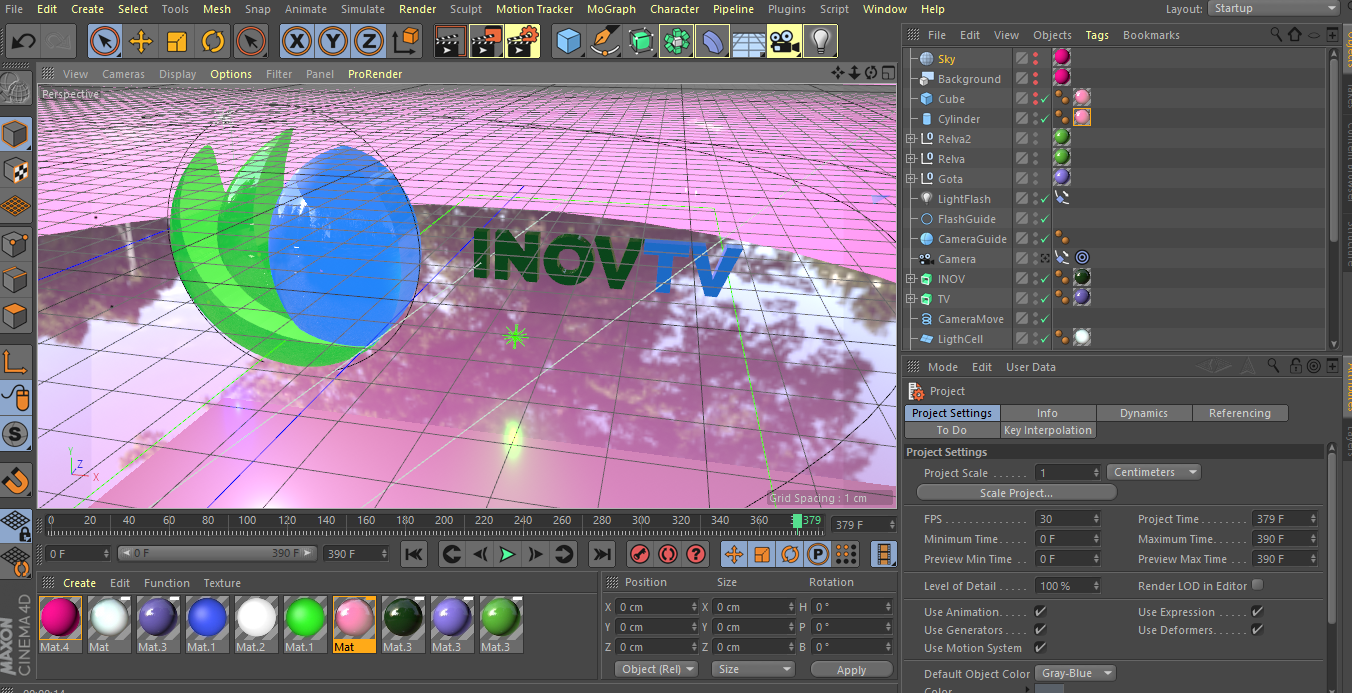 File Edit Create Select Tools Mesh Snap Animate Simulate Render Sculpt Motion Tracker MoGraph Character Pipeline Plugins Script Window Help Layout: Startup
X Y Z
File Edit View Objects Tags Bookmarks
View Cameras Display Options Filter Panel ProRender
Perspective
Sky
Background
Cube
Cylinder
Relva2
Relva
Gota
LightFlash
FlashGuide
CameraGuide
Camera
INOV
TV
CameraMove
LigthCell
INOVTV
Y
Z
X
Grid Spacing : 1 cm
Mode Edit User Data
Project
Project Settings Info Dynamics Referencing
To Do Key Interpolation
Project Settings
Project Scale . . . . . . 1 Centimeters
Scale Project...
FPS 30 Project Time 379 F
Minimum Time 0 F Maximum Time 390 F
Preview Min Time 0 F Preview Max Time 390 F
Level of Detail 100 % Render LOD in Editor
Use Animation Use Expression
Use Generators Use Deformers
Use Motion System
Default Object Color Gray-Blue
Color
0 20 40 60 80 100 120 140 160 180 200 220 240 260 280 300 320 340 360 379 379 F
0 F 0 F 390 F 390 F
P
S
Create Edit Function Texture
Mat.4 Mat Mat.3 Mat.1 Mat.2 Mat.1 Mat Mat.3 Mat.3 Mat.3
Position Size Rotation
X 0 cm X 0 cm H 0 °
Y 0 cm Y 0 cm P 0 °
Z 0 cm Z 0 cm B 0 °
Object (Rel) Size Apply
MAXON
CINEMA4D